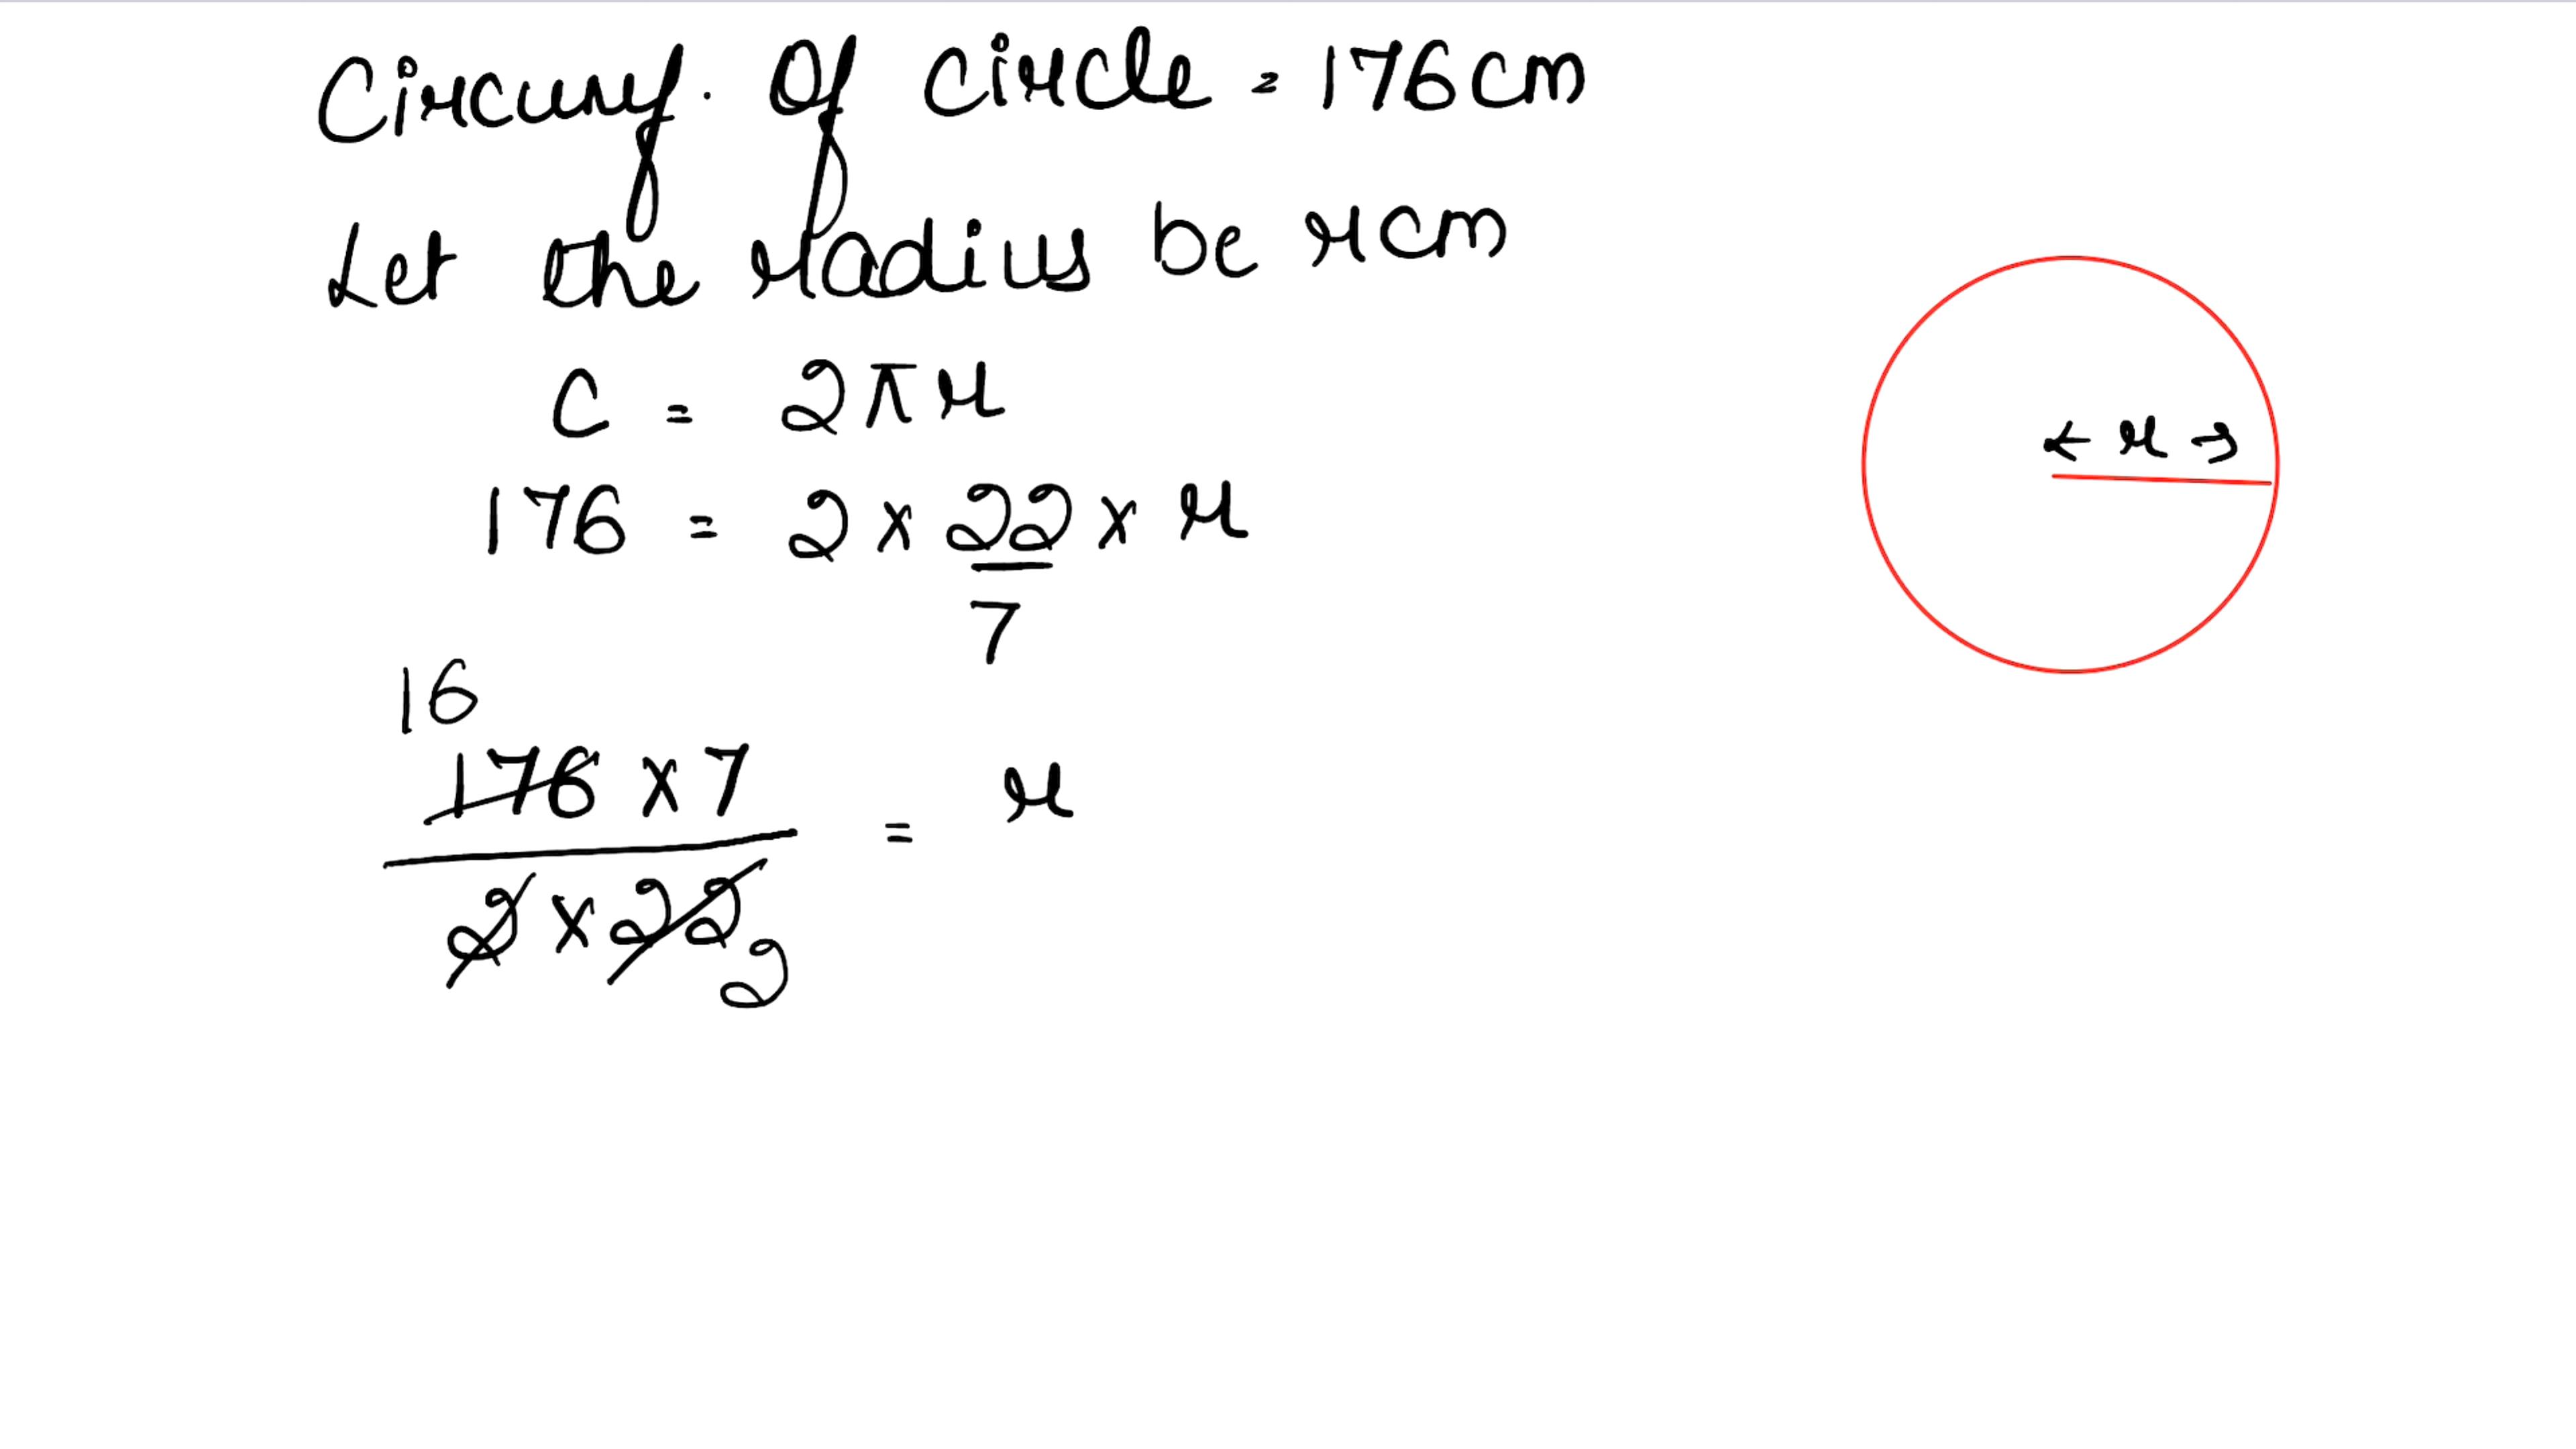 Circumf. Of circle = 176cm
Let the radius be r cm
C = 2πr
176 = 2 x 22 x r
7
16
176 x 7 = r
2 x 22
2
← r →